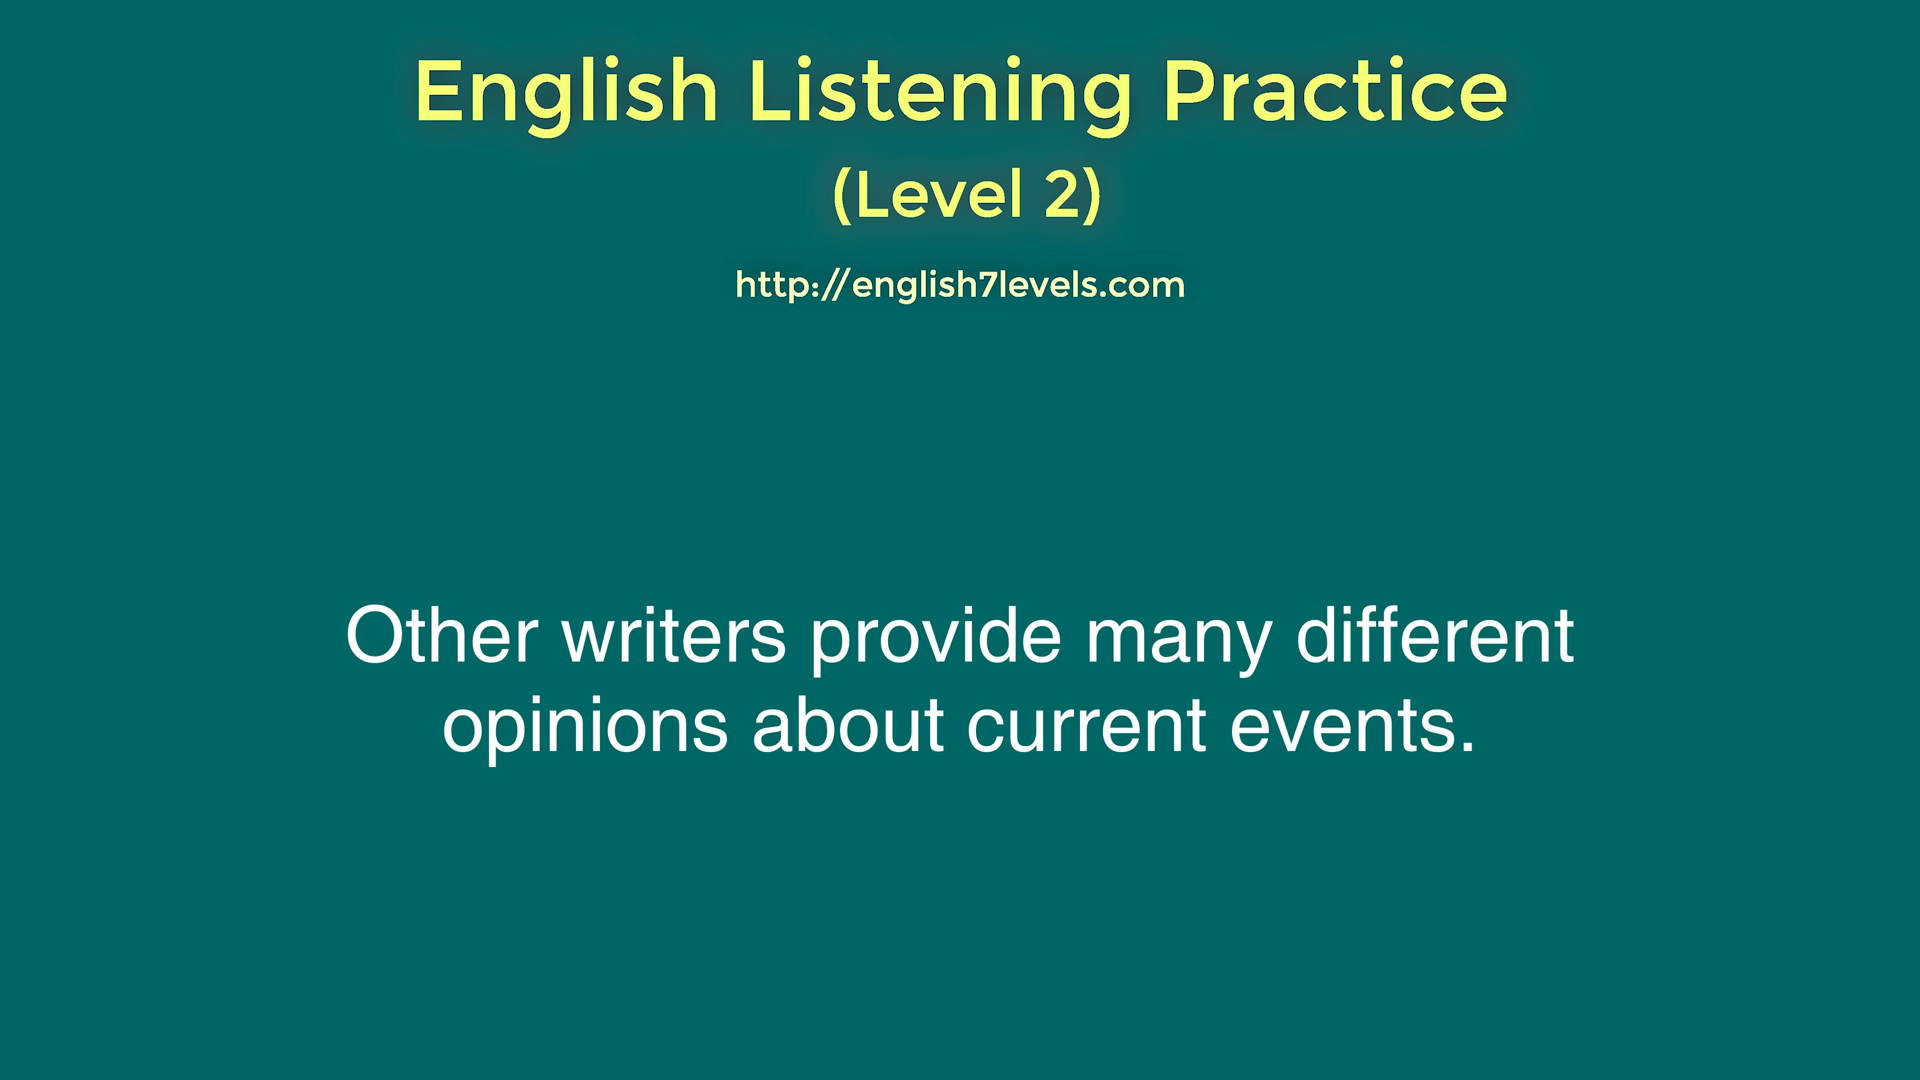 English Listening Practice
(Level 2)
http://english7levels.com
Other writers provide many different
opinions about current events.